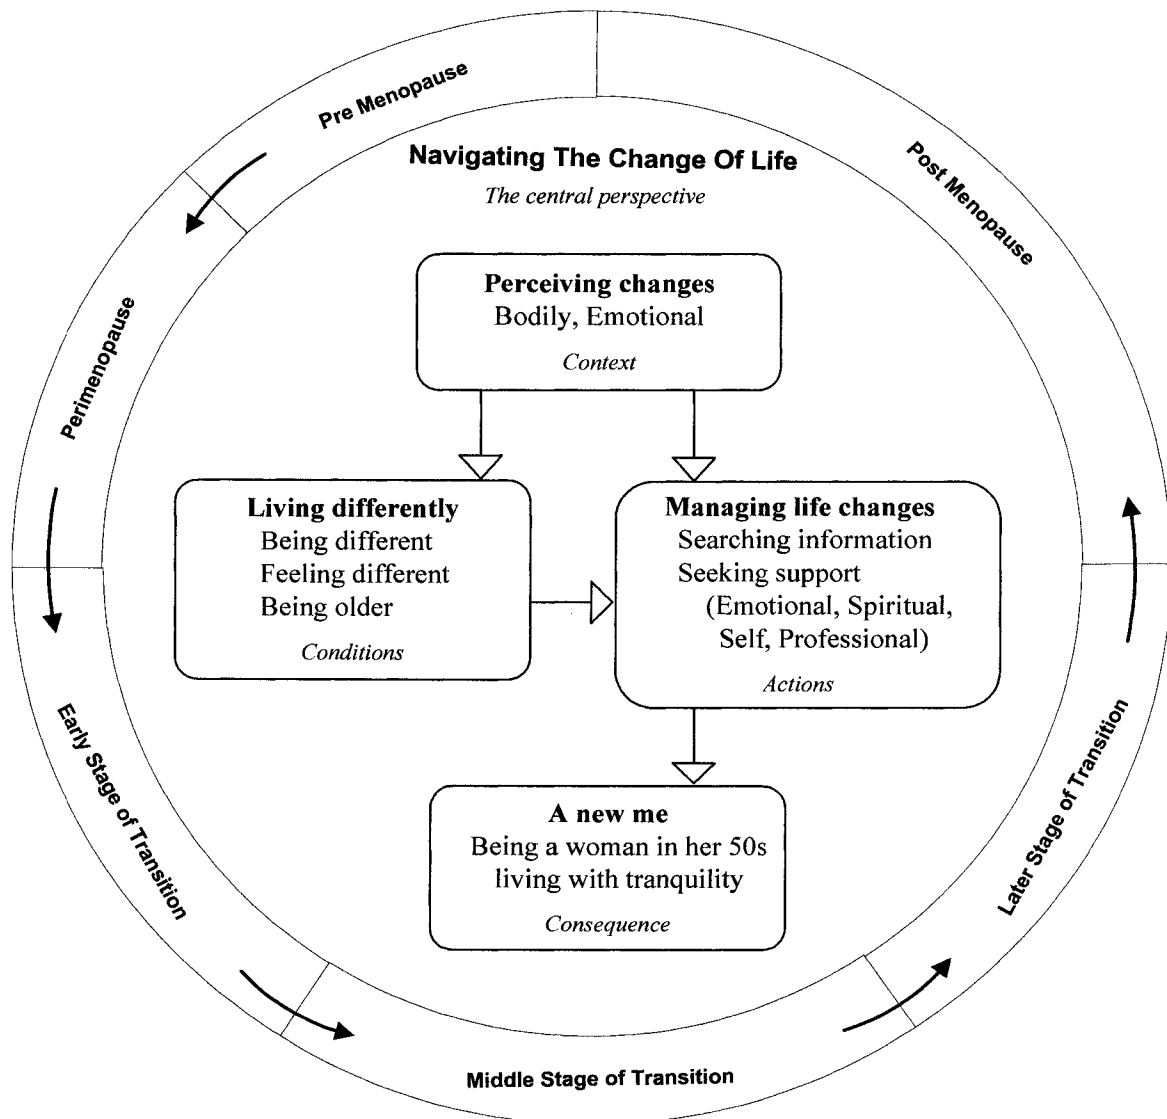 Pre Menopause
Post Menopause
Navigating The Change Of Life
The central perspective
Perceiving changes
Bodily, Emotional
Context
Perimenopause
Living differently
Being different
Feeling different
Being older
Conditions
Managing life changes
Searching information
Seeking support
(Emotional, Spiritual,
Self, Professional)
Actions
Early Stage of Transition
Later Stage of Transition
A new me
Being a woman in her 50s
living with tranquility
Consequence
Middle Stage of Transition